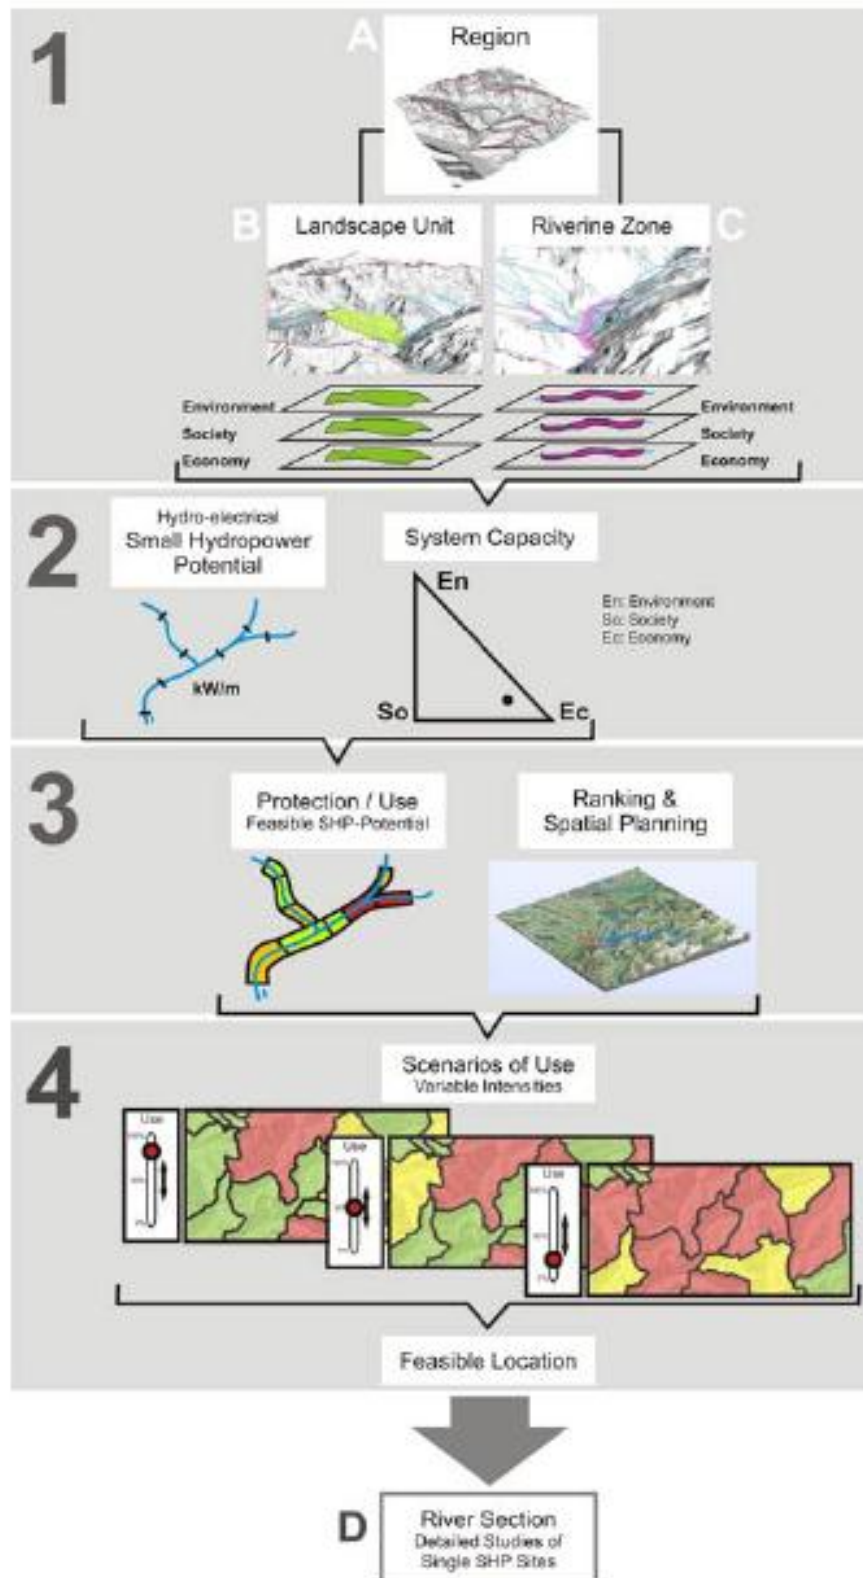 1
A
Region
B
Landscape Unit
Riverine Zone
C
Environment
Society
Economy
Environment
Society
Economy
2
Hydro-electrical
Small Hydropower
Potential
kW/m
System Capacity
En
So
Ec
En: Environment
So: Society
Ec: Economy
3
Protection / Use
Feasible SHP-Potential
Ranking &
Spatial Planning
4
Scenarios of Use
Variable Intensities
Use
Use
Use
Feasible Location
D
River Section
Detailed Studies of
Single SHP Sites